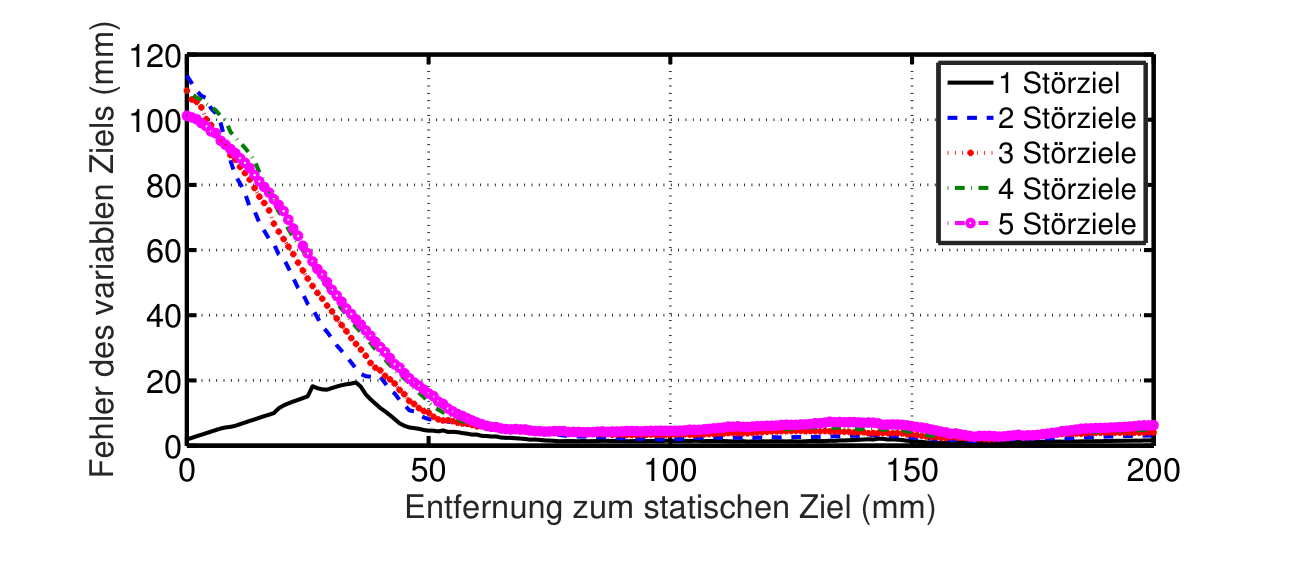 Fehler des variablen Ziels (mm)
120
100
80
60
40
20
0
0 50 100 150 200
Entfernung zum statischen Ziel (mm)
1 Störziel
2 Störziele
3 Störziele
4 Störziele
5 Störziele